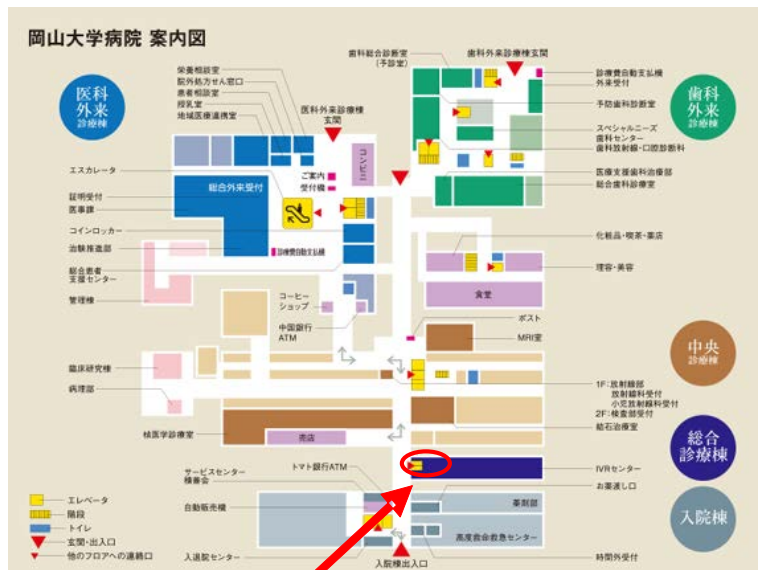 岡山大学病院 案内図
医科
外来
診療棟
栄養相談室
院外処方せん窓口
患者相談室
授乳室
地域医療連携室
医科外来診療棟
玄関
歯科総合診断室
(予診室)
歯科外来診療棟玄関
診療費自動支払機
外来受付
予防歯科診断室
スペシャルニーズ
歯科センター
歯科放射線・口腔診断科
医療支援歯科治療部
総合歯科診療室
歯科
外来
診療棟
エスカレータ
証明受付
医事課
コインロッカー
治験推進部
総合患者
支援センター
管理棟
総合外来受付
ご案内
受付機
コンビニ
診療費自動支払機
化粧品・喫茶・薬店
理容・美容
食堂
コーヒー
ショップ
中国銀行
ATM
ポスト
MRI室
中央
診療棟
臨床研究棟
病理部
1F:放射線部
放射線科受付
小児放射線科受付
2F:検査部受付
結石治療室
核医学診療室
売店
総合
診療棟
サービスセンター
積善会
トマト銀行ATM
IVRセンター
お薬渡し口
自動販売機
薬剤部
入院棟
高度救命救急センター
入退院センター
入院棟出入口
時間外受付
エレベータ
階段
トイレ
玄関・出入口
他のフロアへの連絡口